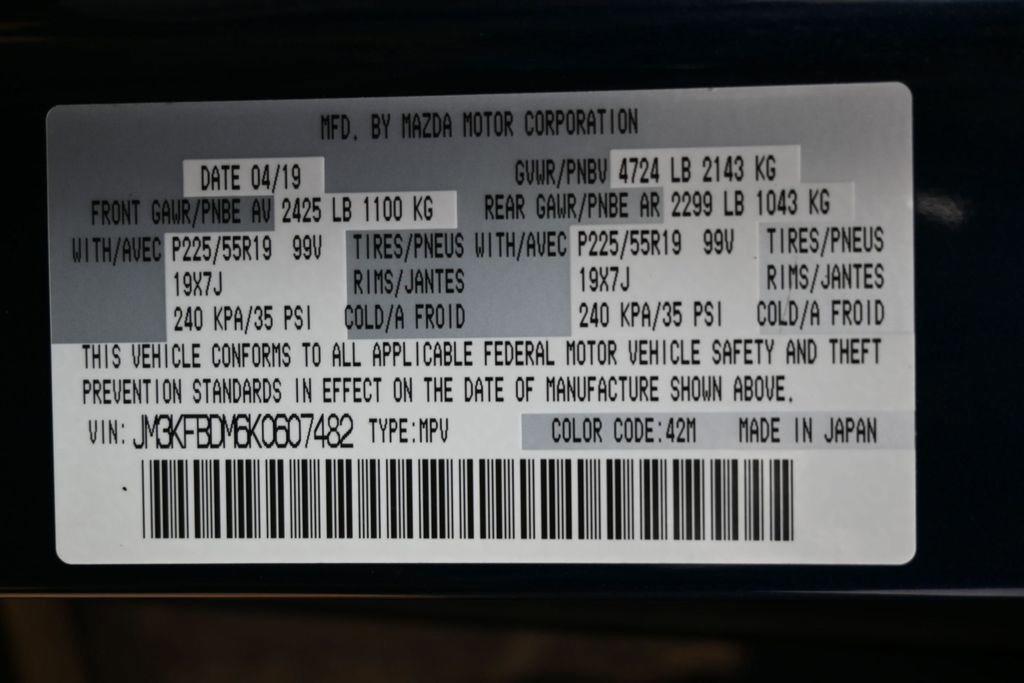 MFD. BY MAZDA MOTOR CORPORATION
DATE 04/19 GVWR/PNBV 4724 LB 2143 KG
FRONT GAWR/PNBE AV 2425 LB 1100 KG REAR GAWR/PNBE AR 2299 LB 1043 KG
WITH/AVEC P225/55R19 99V TIRES/PNEUS WITH/AVEC P225/55R19 99V TIRES/PNEUS
19X7J RIMS/JANTES 19X7J RIMS/JANTES
240 KPA/35 PSI COLD/A FROID 240 KPA/35 PSI COLD/A FROID
THIS VEHICLE CONFORMS TO ALL APPLICABLE FEDERAL MOTOR VEHICLE SAFETY AND THEFT
PREVENTION STANDARDS IN EFFECT ON THE DATE OF MANUFACTURE SHOWN ABOVE.
VIN: JM3KFBDM6K0607482 TYPE:MPV COLOR CODE:42M MADE IN JAPAN